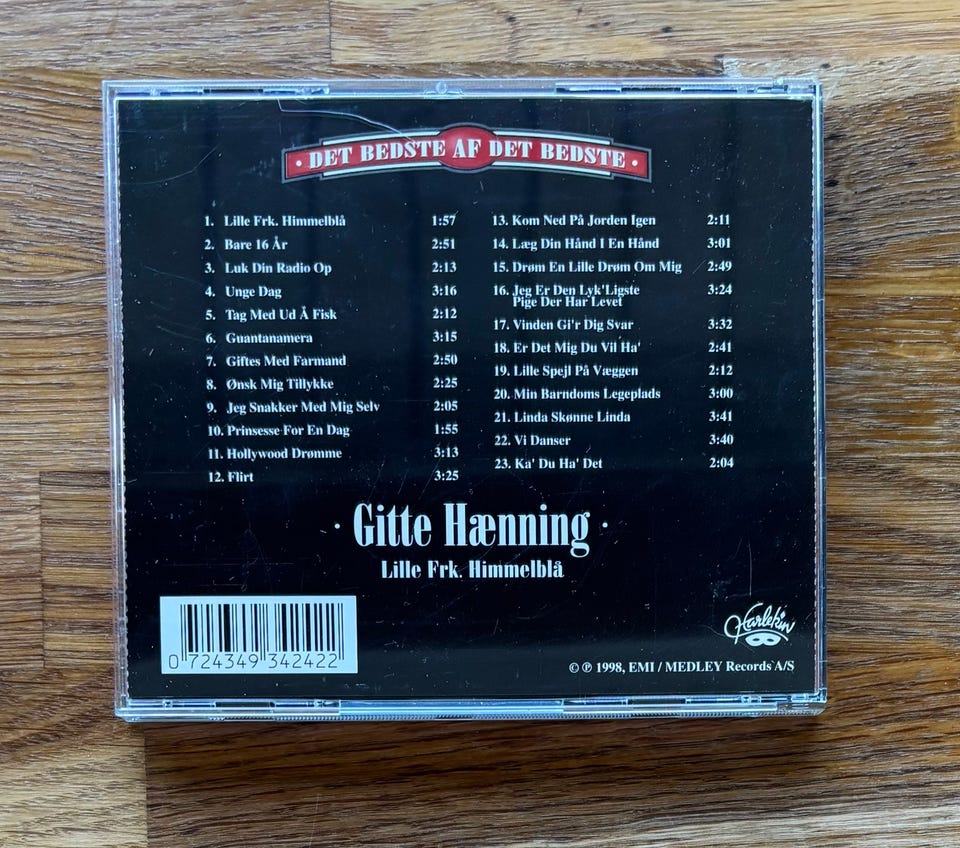 · DET BEDSTE AF DET BEDSTE ·
1. Lille Frk. Himmelblå 1:57
2. Bare 16 År 2:51
3. Luk Din Radio Op 2:13
4. Unge Dag 3:16
5. Tag Med Ud Å Fisk 2:12
6. Guantanamera 3:15
7. Giftes Med Farmand 2:50
8. Ønsk Mig Tillykke 2:25
9. Jeg Snakker Med Mig Selv 2:05
10. Prinsesse For En Dag 1:55
11. Hollywood Drømme 3:13
12. Flirt 3:25
13. Kom Ned På Jorden Igen 2:11
14. Læg Din Hånd I En Hånd 3:01
15. Drøm En Lille Drøm Om Mig 2:49
16. Jeg Er Den Lyk'Ligste 3:24
Pige Der Har Levet
17. Vinden Gi'r Dig Svar 3:32
18. Er Det Mig Du Vil Ha' 2:41
19. Lille Spejl På Væggen 2:12
20. Min Barndoms Legeplads 3:00
21. Linda Skønne Linda 3:41
22. Vi Danser 3:40
23. Ka' Du Ha' Det 2:04
· Gitte Hænning ·
Lille Frk. Himmelblå
0 724349 342422
Harlekin
© ℗ 1998, EMI / MEDLEY Records A/S